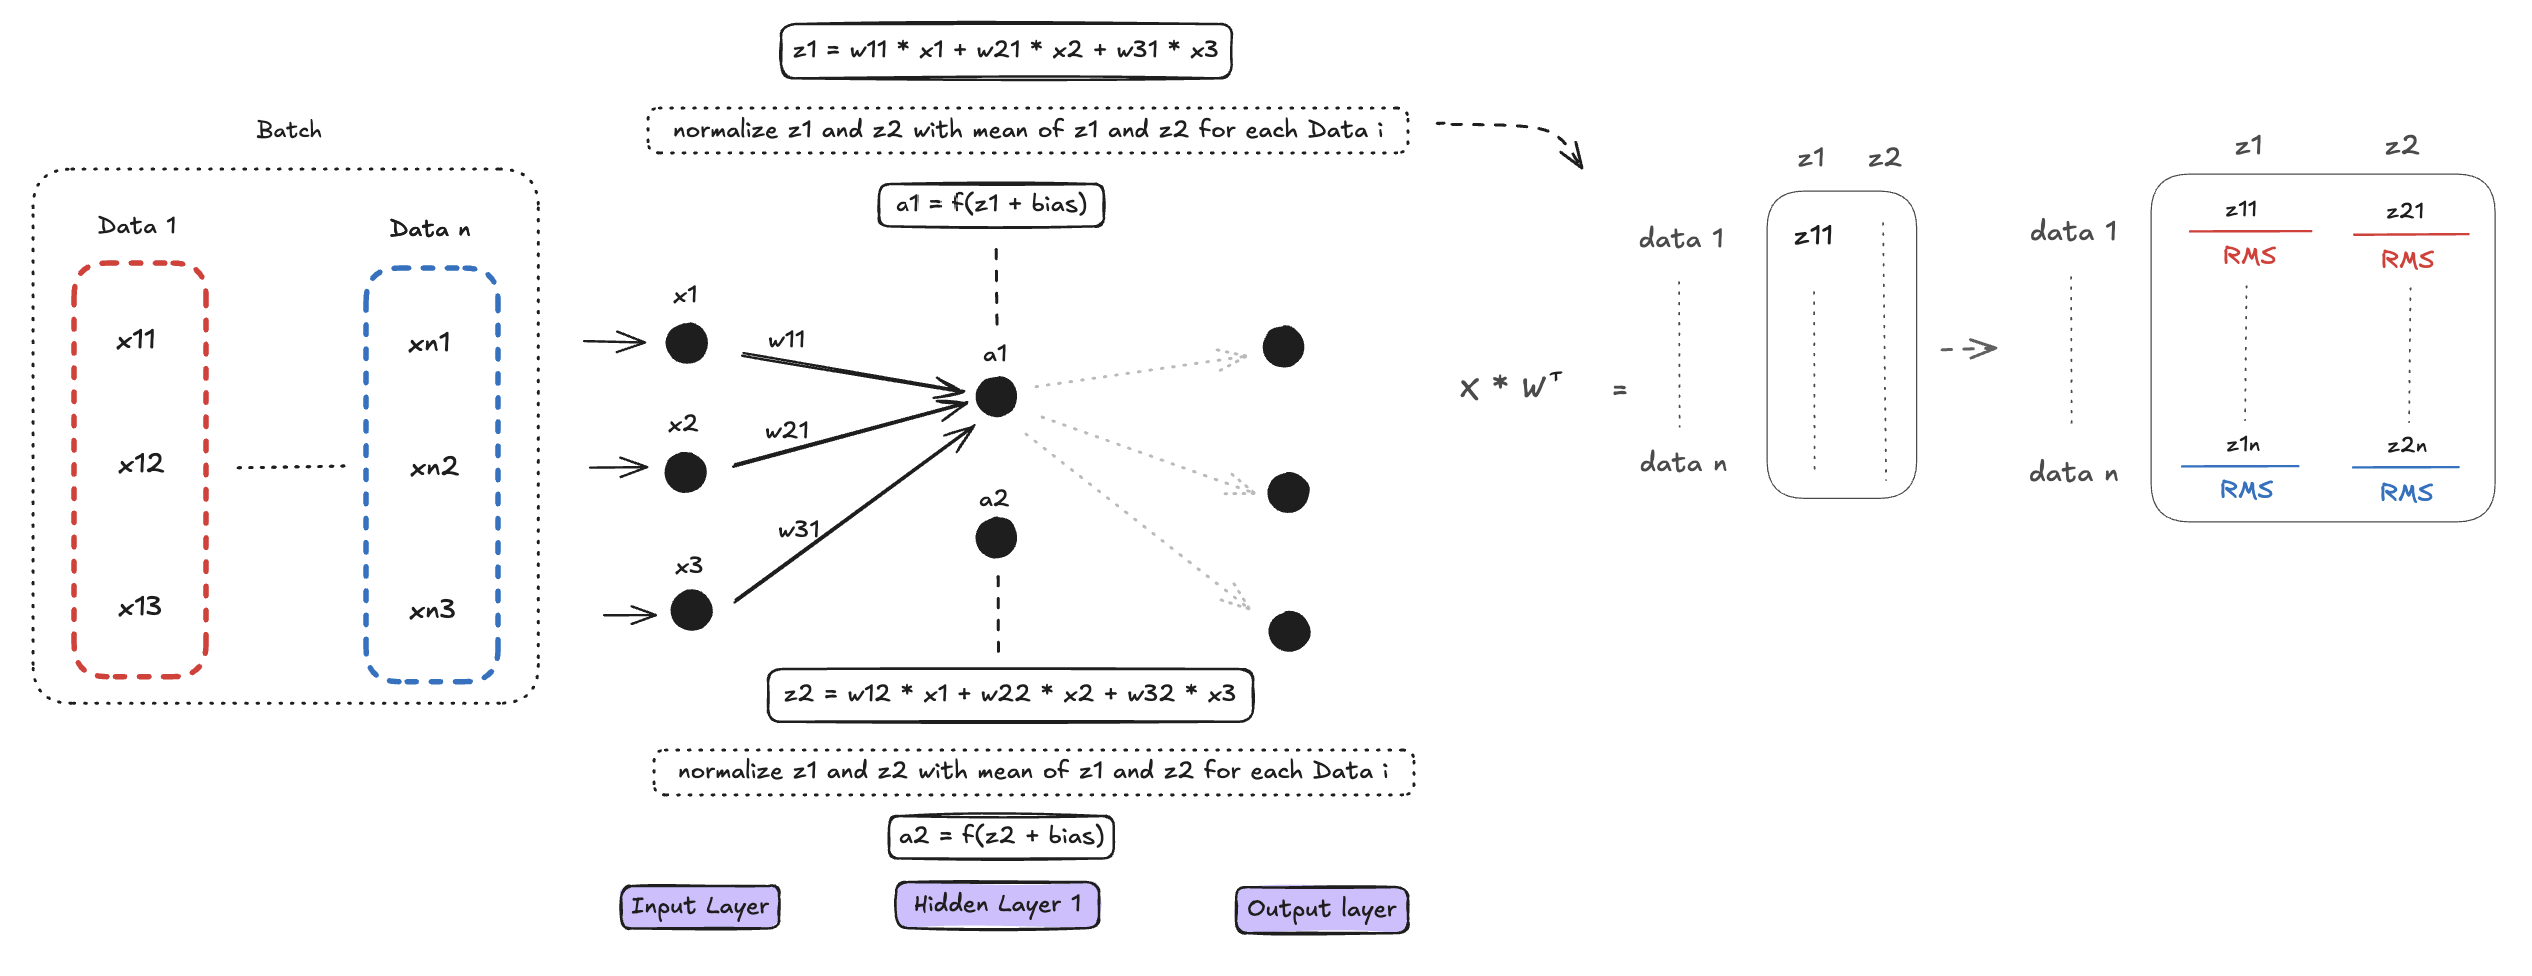 z1 = w11 * x1 + w21 * x2 + w31 * x3
normalize z1 and z2 with mean of z1 and z2 for each Data i
a1 = f(z1 + bias)
Batch
Data 1
Data n
x11
xn1
x12
xn2
x13
xn3
x1
w11
x2
w21
x3
w31
a1
a2
z2 = w12 * x1 + w22 * x2 + w32 * x3
normalize z1 and z2 with mean of z1 and z2 for each Data i
a2 = f(z2 + bias)
Input Layer
Hidden Layer 1
Output layer
X * Wᵀ =
z1 z2
data 1
z11
data n
z1 z2
data 1
z11 z21
RMS RMS
data n
z1n z2n
RMS RMS